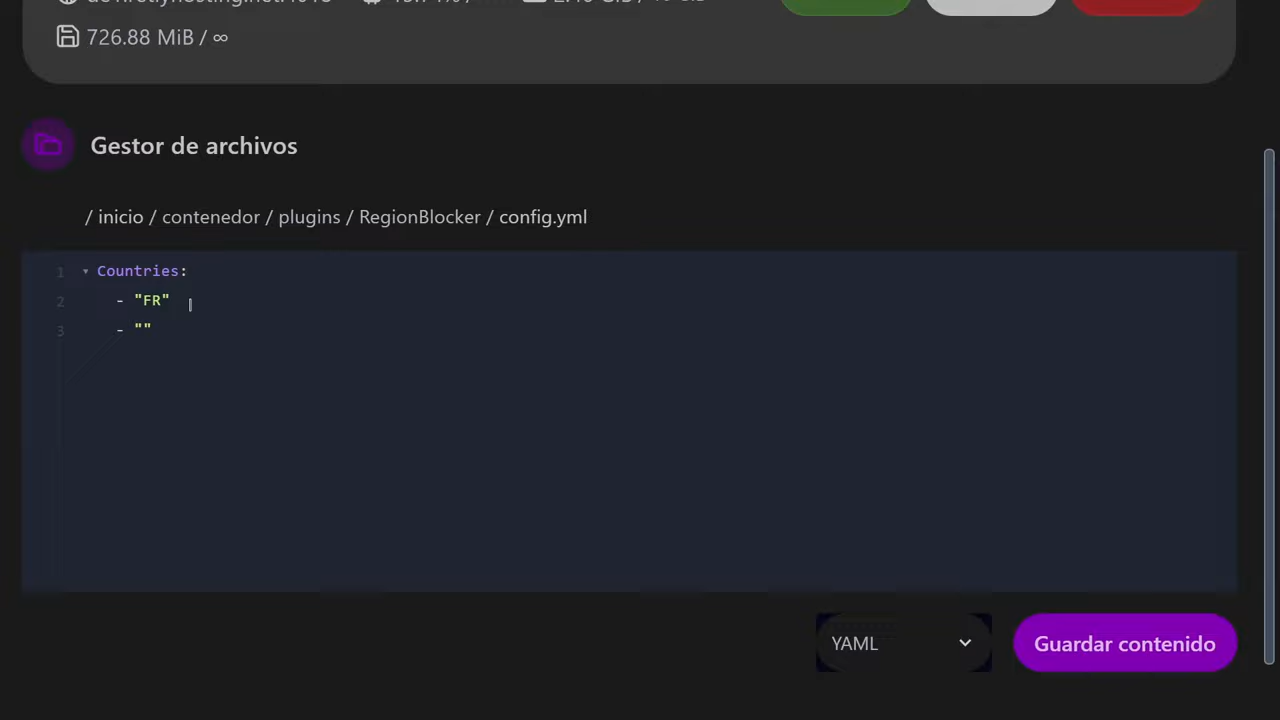 726.88 MiB / ∞
Gestor de archivos
/ inicio / contenedor / plugins / RegionBlocker / config.yml
1 Countries:
2 - "FR"
3 - ""
YAML
Guardar contenido